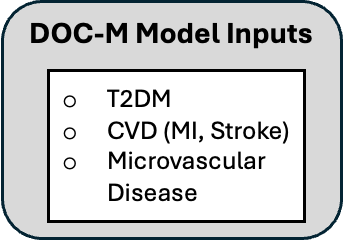 DOC-M Model Inputs
○ T2DM
○ CVD (MI, Stroke)
○ Microvascular
Disease